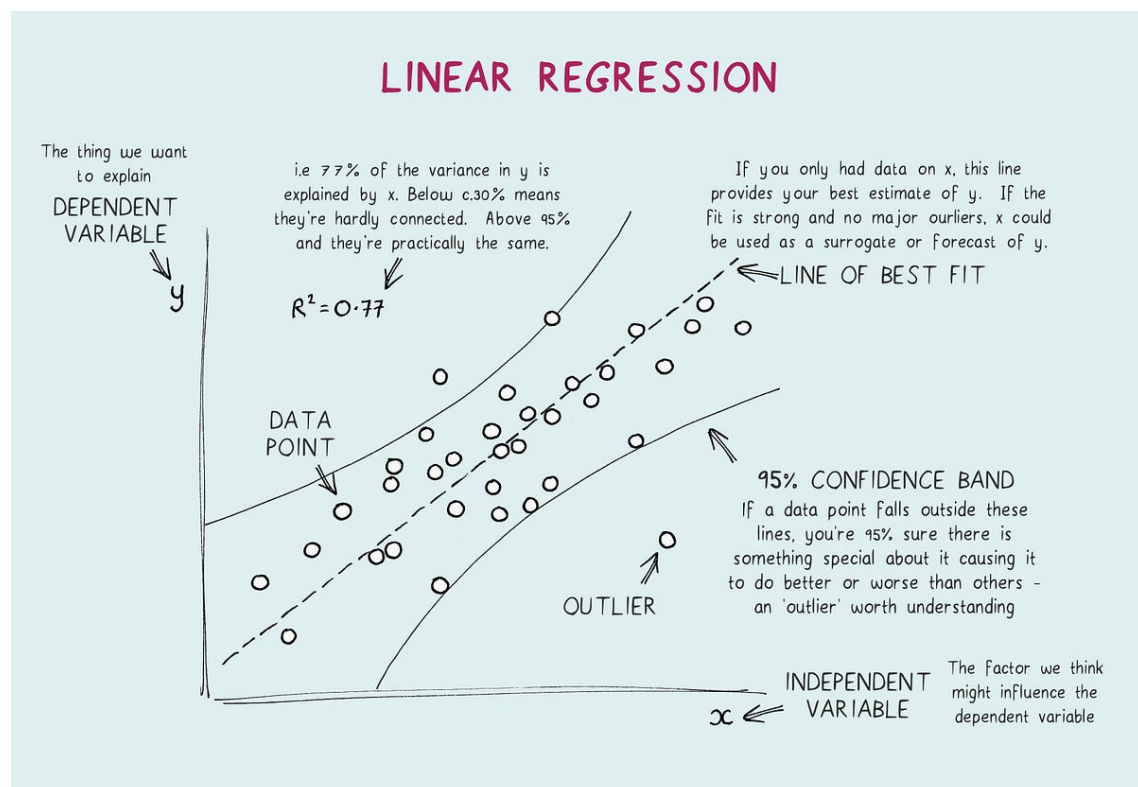 LINEAR REGRESSION
The thing we want
to explain
DEPENDENT
VARIABLE
y
i.e 77% of the variance in y is
explained by x. Below c.30% means
they're hardly connected. Above 95%
and they're practically the same.
R²=0.77
If you only had data on x, this line
provides your best estimate of y. If the
fit is strong and no major ourliers, x could
be used as a surrogate or forecast of y.
LINE OF BEST FIT
DATA
POINT
95% CONFIDENCE BAND
If a data point falls outside these
lines, you're 95% sure there is
something special about it causing it
to do better or worse than others -
an 'outlier' worth understanding
OUTLIER
INDEPENDENT
VARIABLE
x
The factor we think
might influence the
dependent variable